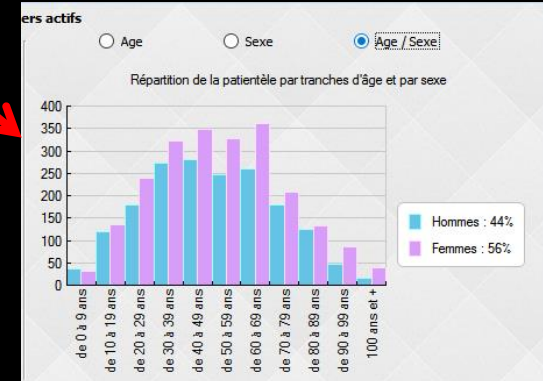 ers actifs
Age
Sexe
Age / Sexe
Répartition de la patientèle par tranches d'âge et par sexe
400
350
300
250
200
150
100
50
0
de 0 à 9 ans
de 10 à 19 ans
de 20 à 29 ans
de 30 à 39 ans
de 40 à 49 ans
de 50 à 59 ans
de 60 à 69 ans
de 70 à 79 ans
de 80 à 89 ans
de 90 à 99 ans
100 ans et +
Hommes : 44%
Femmes : 56%